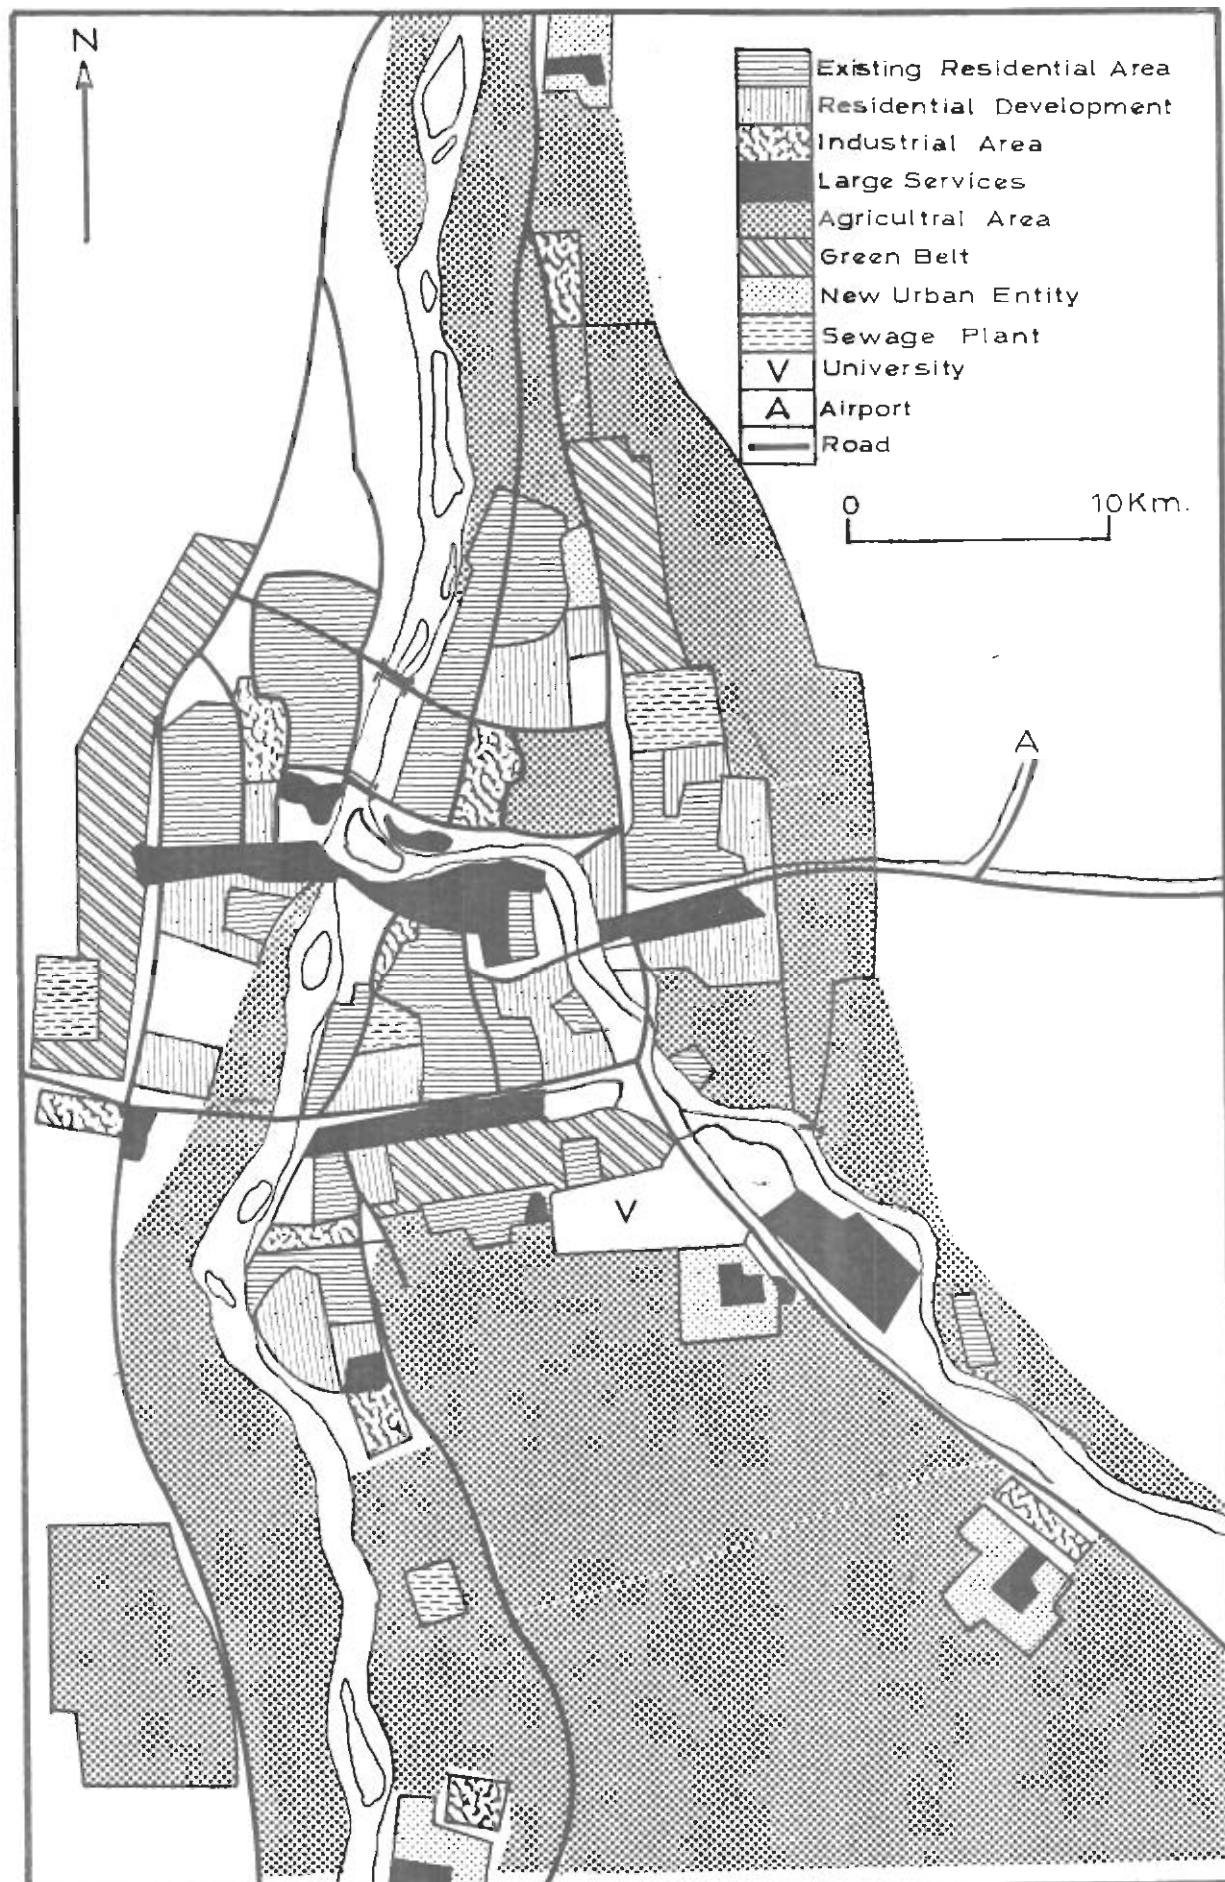 N
Existing Residential Area
Residential Development
Industrial Area
Large Services
Agricultral Area
Green Belt
New Urban Entity
Sewage Plant
V University
A Airport
Road
0 10Km.
A
V